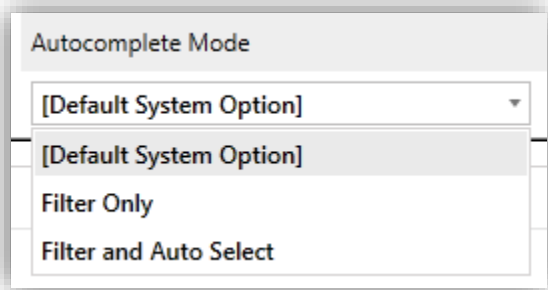 Autocomplete Mode
[Default System Option]
[Default System Option]
Filter Only
Filter and Auto Select